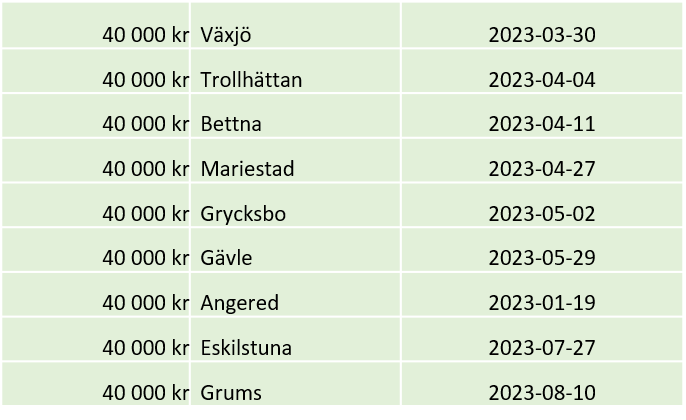 40 000 kr Växjö 2023-03-30
40 000 kr Trollhättan 2023-04-04
40 000 kr Bettna 2023-04-11
40 000 kr Mariestad 2023-04-27
40 000 kr Grycksbo 2023-05-02
40 000 kr Gävle 2023-05-29
40 000 kr Angered 2023-01-19
40 000 kr Eskilstuna 2023-07-27
40 000 kr Grums 2023-08-10